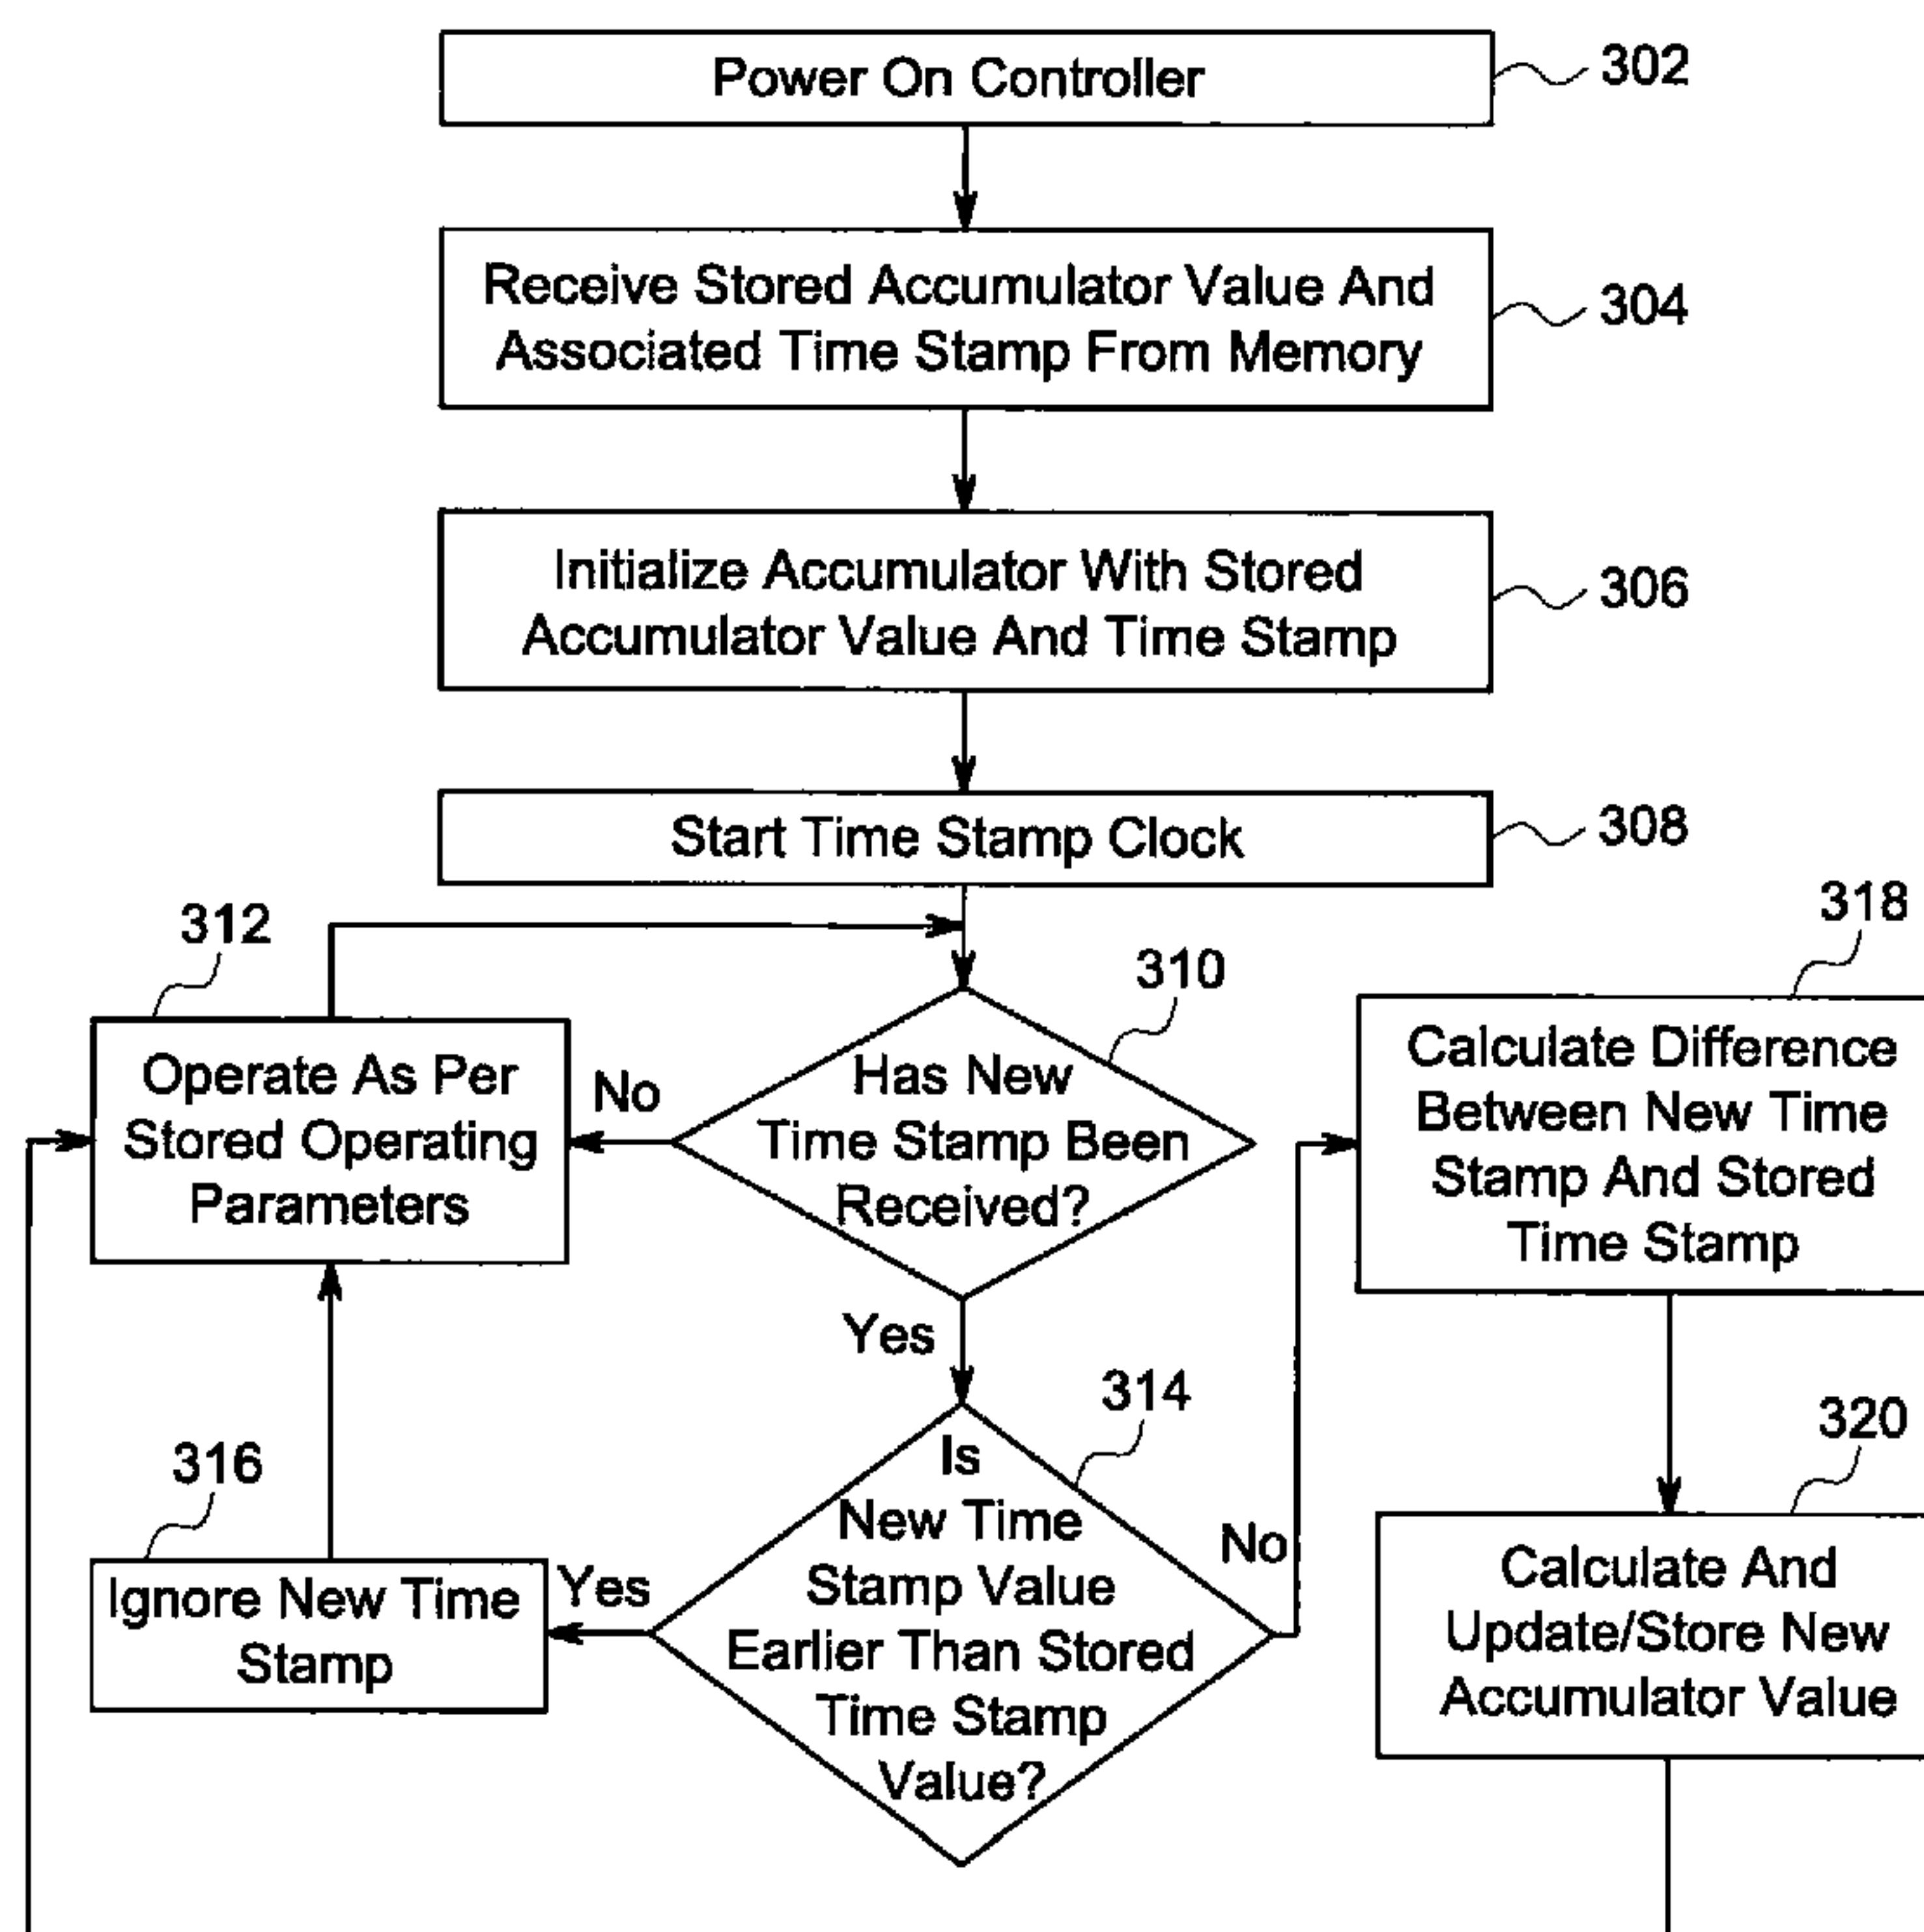 Power On Controller
302
Receive Stored Accumulator Value And
Associated Time Stamp From Memory
304
Initialize Accumulator With Stored
Accumulator Value And Time Stamp
306
Start Time Stamp Clock
308
312
Operate As Per
Stored Operating
Parameters
No
310
Has New
Time Stamp Been
Received?
Yes
314
Is
New Time
Stamp Value
Earlier Than Stored
Time Stamp
Value?
Yes
316
Ignore New Time
Stamp
No
318
Calculate Difference
Between New Time
Stamp And Stored
Time Stamp
320
Calculate And
Update/Store New
Accumulator Value